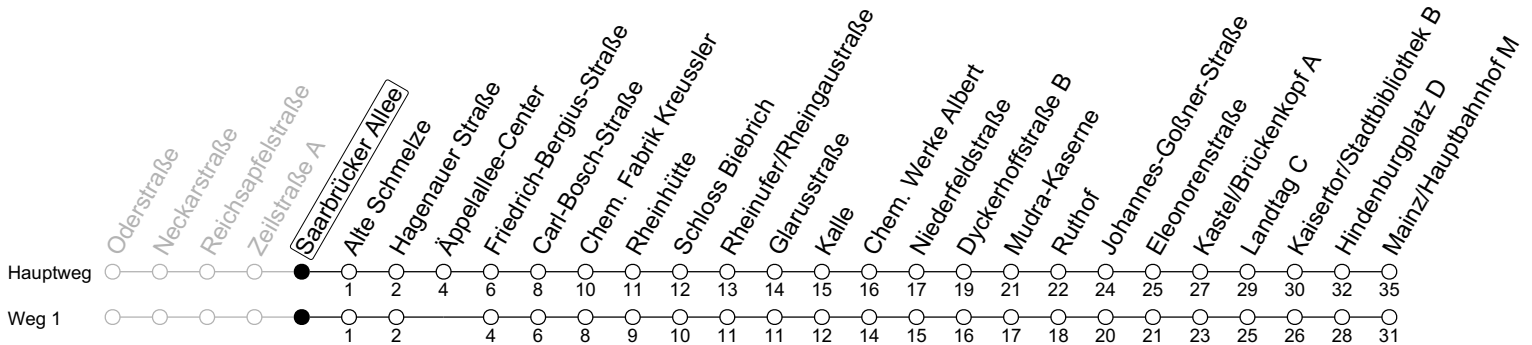 Oderstraße
Neckarstraße
Reichsapfelstraße
Zeilstraße A
Saarbrücker Allee
Alte Schmelze
Hagenauer Straße
Äppelallee-Center
Friedrich-Bergius-Straße
Carl-Bosch-Straße
Chem. Fabrik Kreussler
Rheinhütte
Schloss Biebrich
Rheinufer/Rheingaustraße
Glarusstraße
Kalle
Chem. Werke Albert
Niederfeldstraße
Dyckerhoffstraße B
Mudra-Kaserne
Ruthof
Johannes-Goßner-Straße
Eleonorenstraße
Kastel/Brückenkopf A
Landtag C
Kaisertor/Stadtbibliothek B
Hindenburgplatz D
Mainz/Hauptbahnhof M
Hauptweg
1 2 4 6 8 10 11 12 13 14 15 16 17 19 21 22 24 25 27 29 30 32 35
Weg 1
1 2 4 6 8 9 10 11 11 12 14 15 16 17 18 20 21 23 25 26 28 31